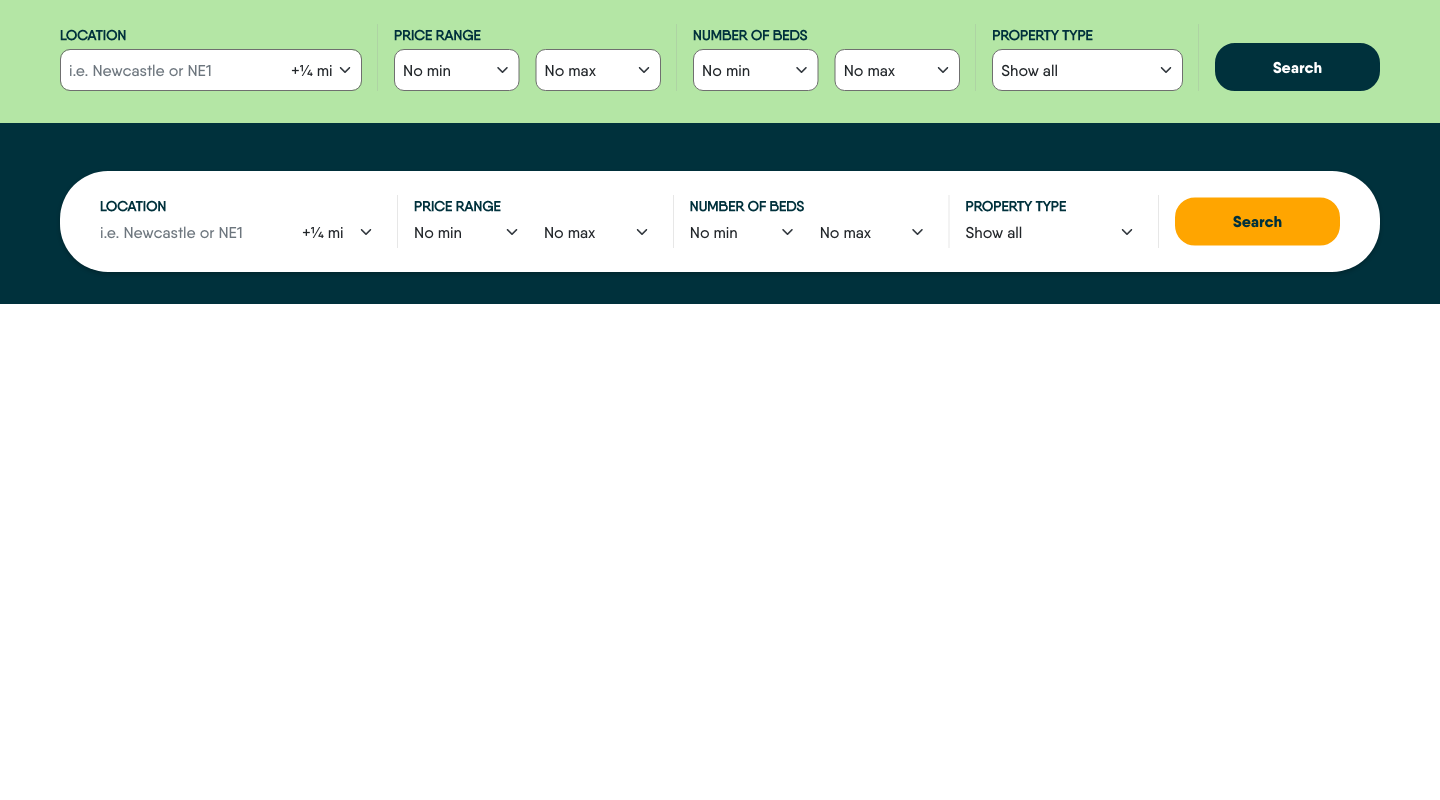 LOCATION
i.e. Newcastle or NE1 +¼ mi
PRICE RANGE
No min No max
NUMBER OF BEDS
No min No max
PROPERTY TYPE
Show all
Search
LOCATION
i.e. Newcastle or NE1 +¼ mi
PRICE RANGE
No min No max
NUMBER OF BEDS
No min No max
PROPERTY TYPE
Show all
Search